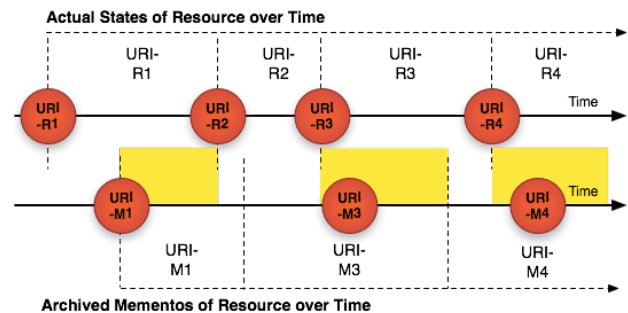 Actual States of Resource over Time
URI-
R1
URI-
R2
URI-
R3
URI-
R4
URI
-R1
URI
-R2
URI
-R3
URI
-R4
Time
URI
-M1
URI
-M3
URI
-M4
Time
URI-
M1
URI-
M3
URI-
M4
Archived Mementos of Resource over Time